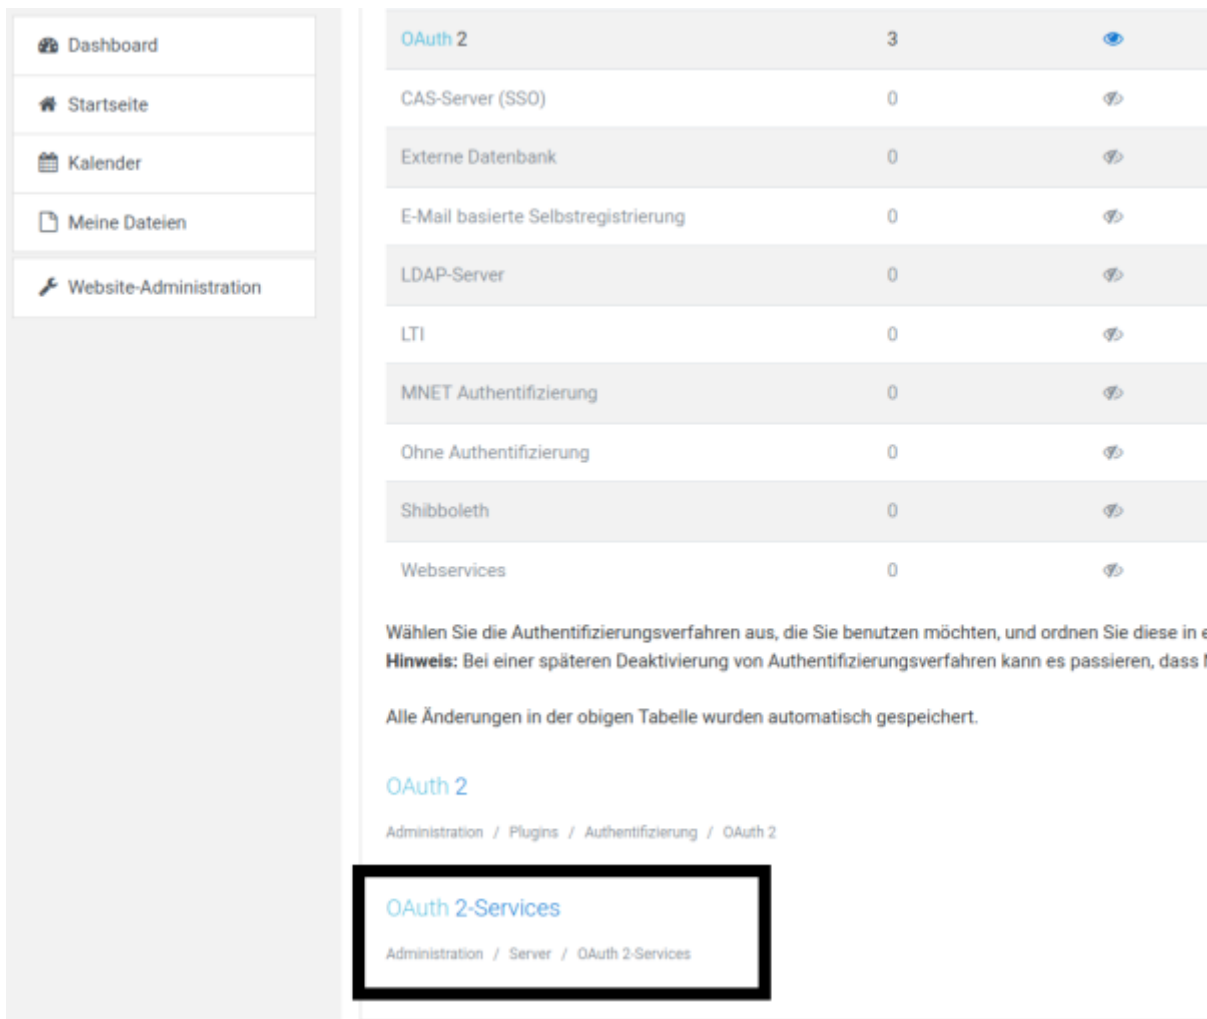 Dashboard
Startseite
Kalender
Meine Dateien
Website-Administration
OAuth 2 3
CAS-Server (SSO) 0
Externe Datenbank 0
E-Mail basierte Selbstregistrierung 0
LDAP-Server 0
LTI 0
MNET Authentifizierung 0
Ohne Authentifizierung 0
Shibboleth 0
Webservices 0
Wählen Sie die Authentifizierungsverfahren aus, die Sie benutzen möchten, und ordnen Sie diese in
Hinweis: Bei einer späteren Deaktivierung von Authentifizierungsverfahren kann es passieren, dass
Alle Änderungen in der obigen Tabelle wurden automatisch gespeichert.
OAuth 2
Administration / Plugins / Authentifizierung / OAuth 2
OAuth 2-Services
Administration / Server / OAuth 2-Services